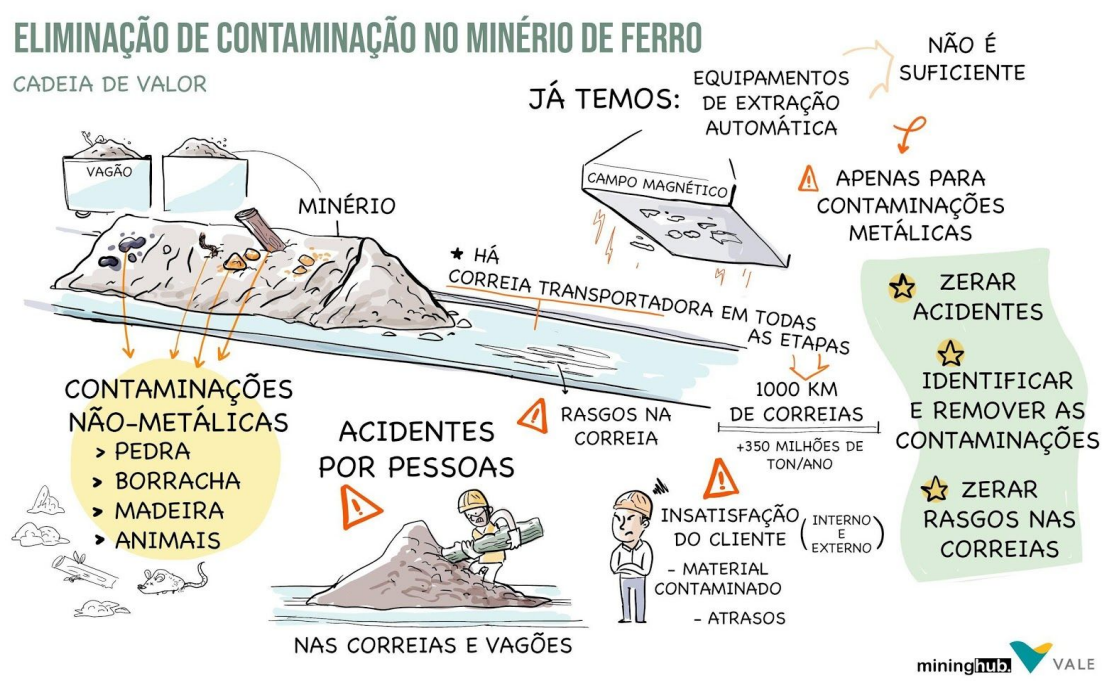 ELIMINAÇÃO DE CONTAMINAÇÃO NO MINÉRIO DE FERRO
CADEIA DE VALOR
JÁ TEMOS:
EQUIPAMENTOS
DE EXTRAÇÃO
AUTOMÁTICA
NÃO É
SUFICIENTE
APENAS PARA
CONTAMINAÇÕES
METÁLICAS
CAMPO MAGNÉTICO
VAGÃO
MINÉRIO
★ HÁ
CORREIA TRANSPORTADORA EM TODAS
AS ETAPAS
1000 KM
DE CORREIAS
+350 MILHÕES DE
TON/ANO
RASGOS NA
CORREIA
CONTAMINAÇÕES
NÃO-METÁLICAS
> PEDRA
> BORRACHA
> MADEIRA
> ANIMAIS
ACIDENTES
POR PESSOAS
NAS CORREIAS E VAGÕES
INSATISFAÇÃO
DO CLIENTE
(INTERNO
E
EXTERNO)
- MATERIAL
CONTAMINADO
- ATRASOS
ZERAR
ACIDENTES
IDENTIFICAR
E REMOVER AS
CONTAMINAÇÕES
ZERAR
RASGOS NAS
CORREIAS
mininghub.
VALE